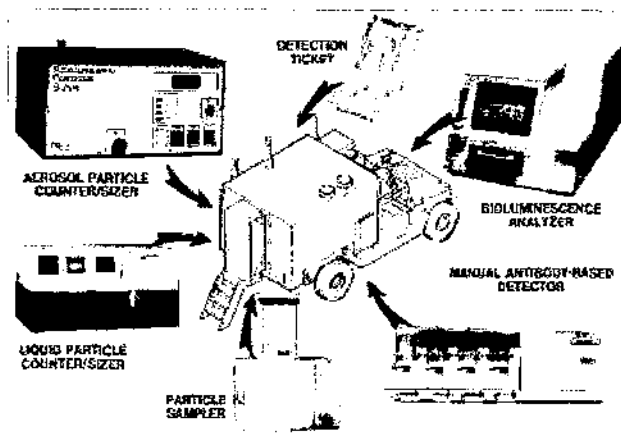 DETECTION
TICKET
AEROSOL PARTICLE
COUNTER/SIZER
BIOLUMINESCENCE
ANALYZER
MANUAL ANTIBODY-BASED
DETECTOR
LIQUID PARTICLE
COUNTER/SIZER
PARTICLE
SAMPLER